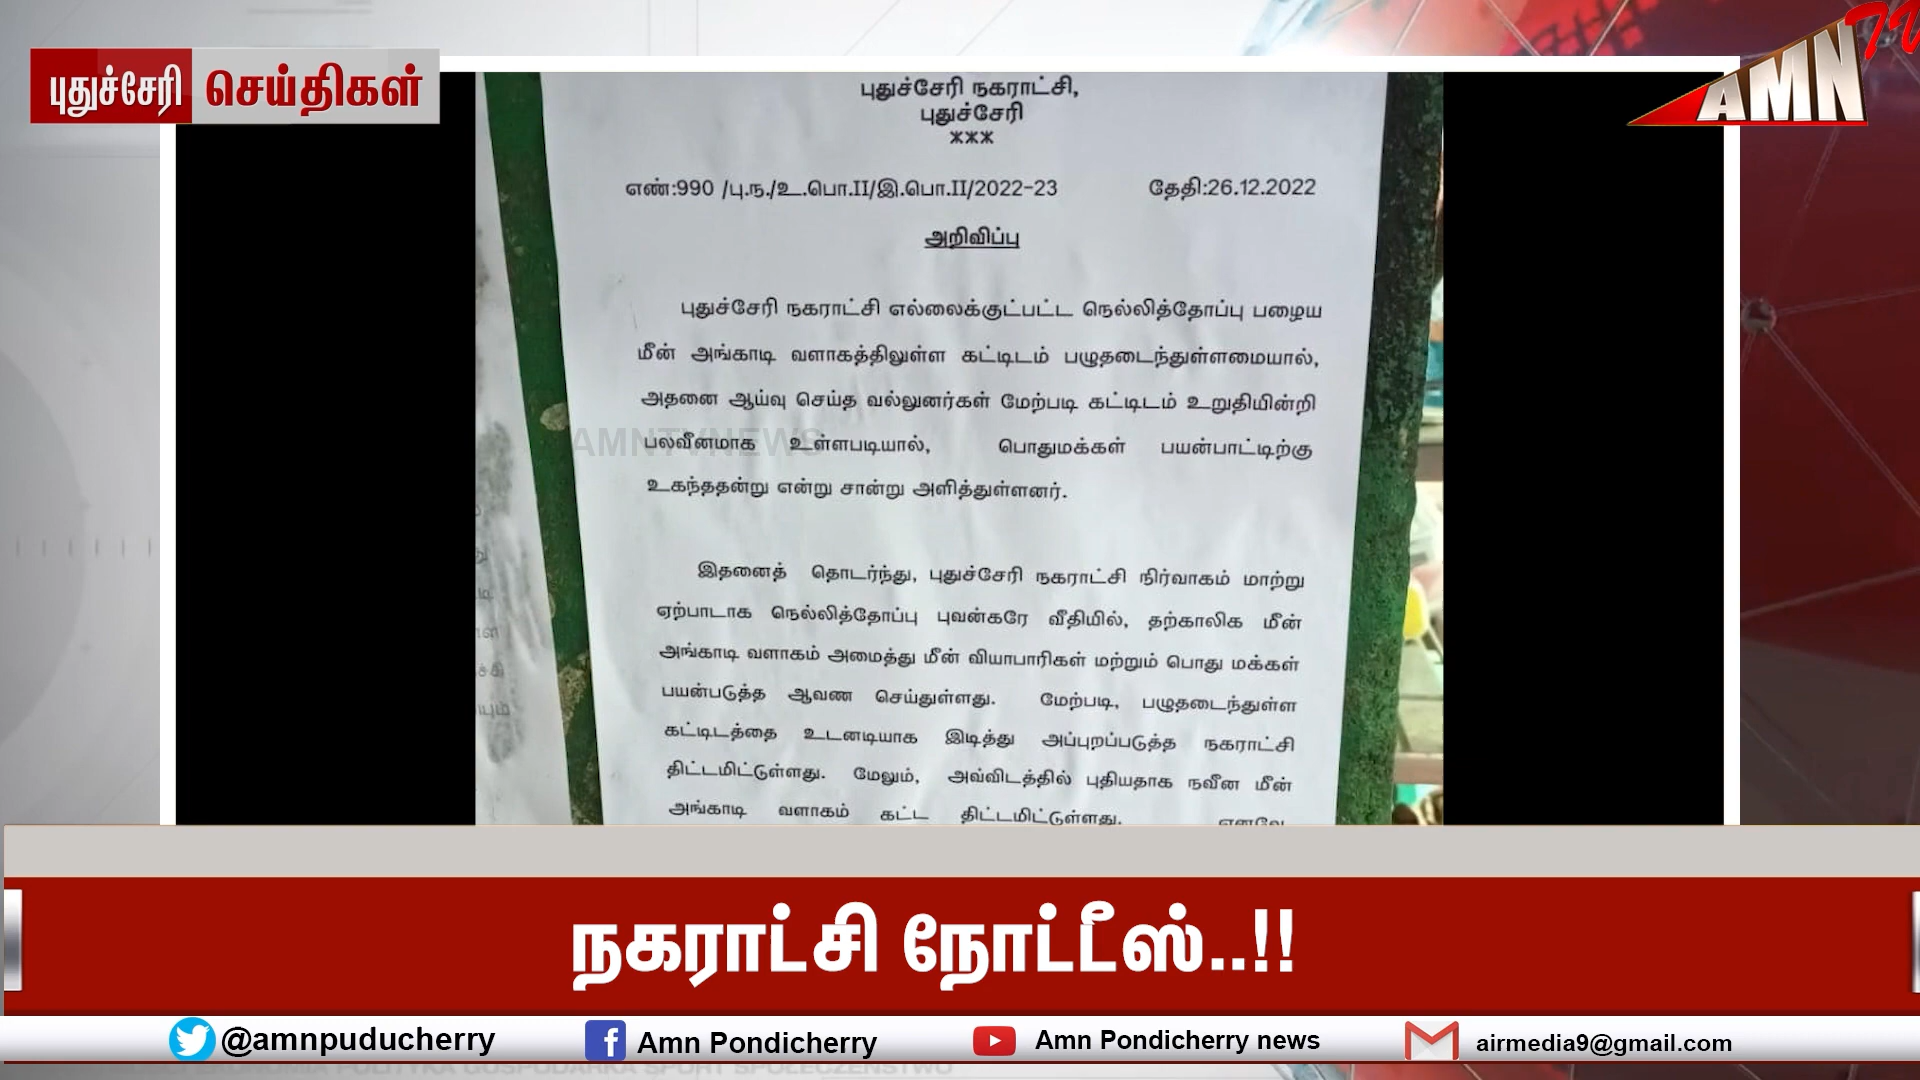 புதுச்சேரி செய்திகள்
AMN TV
புதுச்சேரி நகராட்சி,
புதுச்சேரி
***
எண்:990 /பு.ந./உ.பொ.II/இ.பொ.II/2022-23 தேதி:26.12.2022
அறிவிப்பு
புதுச்சேரி நகராட்சி எல்லைக்குட்பட்ட நெல்லித்தோப்பு பழைய
மீன் அங்காடி வளாகத்திலுள்ள கட்டிடம் பழுதடைந்துள்ளமையால்,
அதனை ஆய்வு செய்த வல்லுனர்கள் மேற்படி கட்டிடம் உறுதியின்றி
பலவீனமாக உள்ளபடியால், பொதுமக்கள் பயன்பாட்டிற்கு
உகந்ததன்று என்று சான்று அளித்துள்ளனர்.
AMNTVNEWS
இதனைத் தொடர்ந்து, புதுச்சேரி நகராட்சி நிர்வாகம் மாற்று
ஏற்பாடாக நெல்லித்தோப்பு புவன்கரே வீதியில், தற்காலிக மீன்
அங்காடி வளாகம் அமைத்து மீன் வியாபாரிகள் மற்றும் பொது மக்கள்
பயன்படுத்த ஆவண செய்துள்ளது. மேற்படி, பழுதடைந்துள்ள
கட்டிடத்தை உடனடியாக இடித்து அப்புறப்படுத்த நகராட்சி
திட்டமிட்டுள்ளது. மேலும், அவ்விடத்தில் புதியதாக நவீன மீன்
அங்காடி வளாகம் கட்ட திட்டமிட்டுள்ளது. எனவே
நகராட்சி நோட்டீஸ்..!!
@amnpuducherry Amn Pondicherry Amn Pondicherry news airmedia9@gmail.com